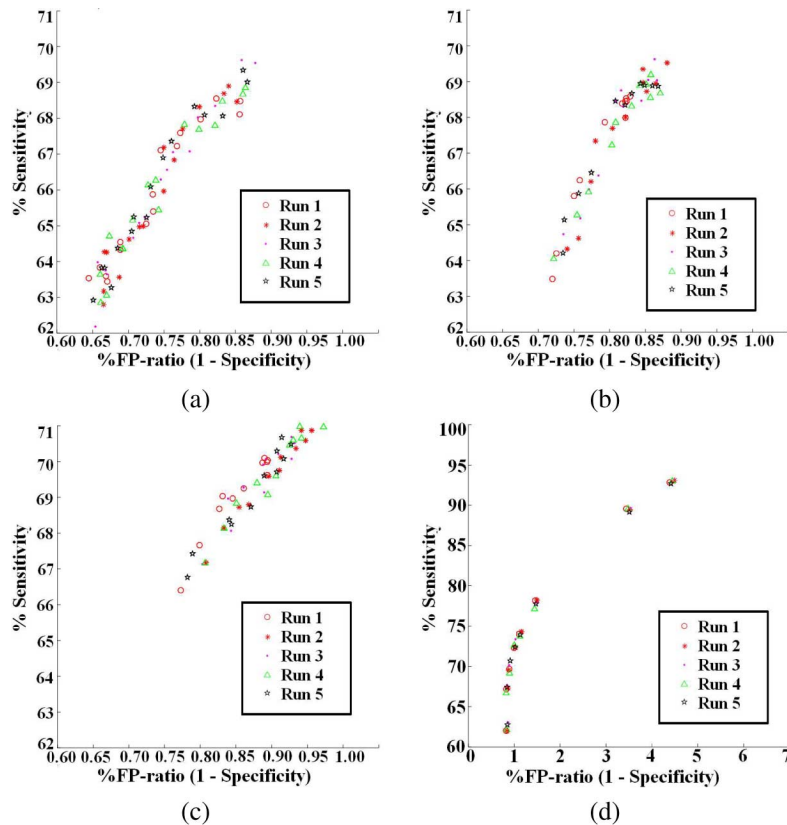 71
70
69
68
67
66
65
64
63
62
% Sensitivity
Run 1
Run 2
Run 3
Run 4
Run 5
0.60 0.65 0.70 0.75 0.80 0.85 0.90 0.95 1.00
%FP-ratio (1 - Specificity)
(a)
71
70
69
68
67
66
65
64
63
62
% Sensitivity
Run 1
Run 2
Run 3
Run 4
Run 5
0.60 0.65 0.70 0.75 0.80 0.85 0.90 0.95 1.00
%FP-ratio (1 - Specificity)
(b)
71
70
69
68
66
66
65
64
63
62
% Sensitivity
Run 1
Run 2
Run 3
Run 4
Run 5
0.60 0.65 0.70 0.75 0.80 0.85 0.90 0.95 1.00
%FP-ratio (1 - Specificity)
(c)
100
95
90
85
80
75
70
65
60
% Sensitivity
Run 1
Run 2
Run 3
Run 4
Run 5
0 1 2 3 4 5 6 7
%FP-ratio (1 - Specificity)
(d)